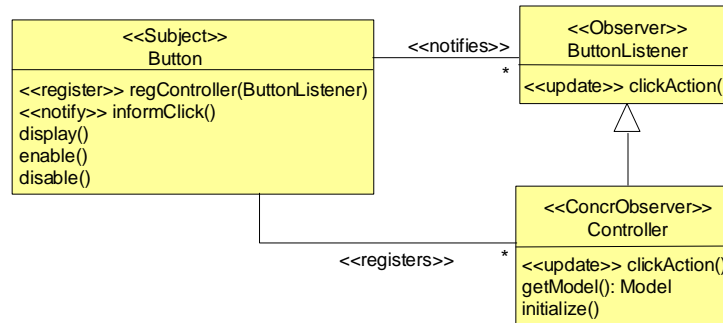 <<Subject>>
Button
<<register>> regController(ButtonListener)
<<notify>> informClick()
display()
enable()
disable()
<<notifies>>
*
<<Observer>>
ButtonListener
<<update>> clickAction(
<<registers>>
*
<<ConcrObserver>>
Controller
<<update>> clickAction()
getModel(): Model
initialize()